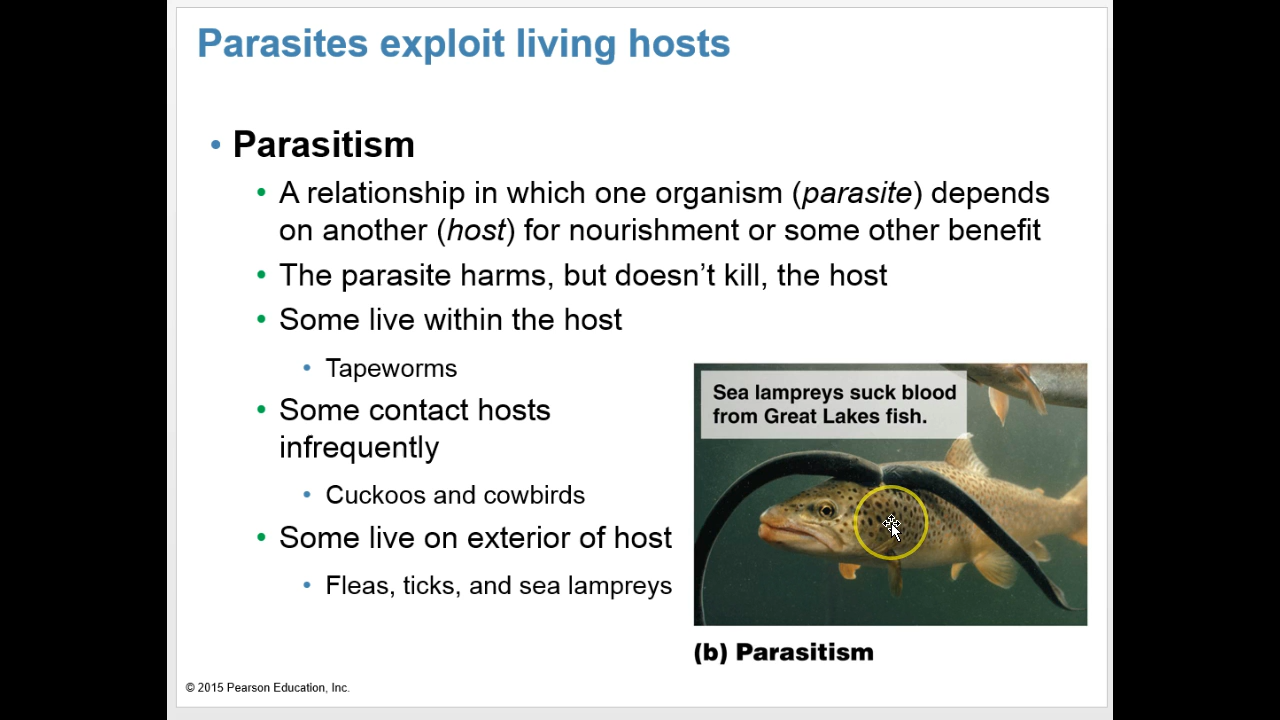 Parasites exploit living hosts
• Parasitism
• A relationship in which one organism (parasite) depends
on another (host) for nourishment or some other benefit
• The parasite harms, but doesn’t kill, the host
• Some live within the host
• Tapeworms
• Some contact hosts
infrequently
• Cuckoos and cowbirds
• Some live on exterior of host
• Fleas, ticks, and sea lampreys
Sea lampreys suck blood
from Great Lakes fish.
(b) Parasitism
© 2015 Pearson Education, Inc.